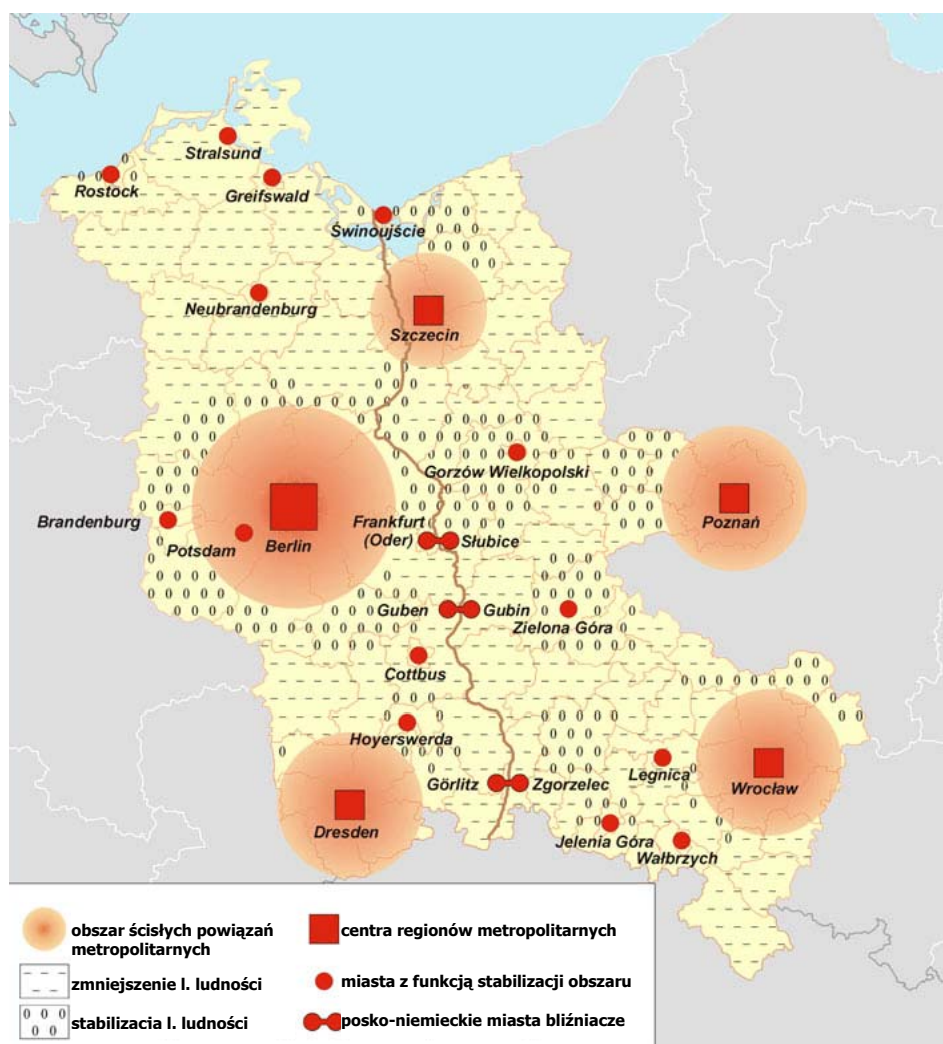 Stralsund
Rostock
Greifswald
Świnoujście
Neubrandenburg
Szczecin
Gorzów Wielkopolski
Brandenburg
Potsdam
Berlin
Frankfurt
(Oder)
Słubice
Poznań
Guben
Gubin
Zielona Góra
Cottbus
Hoyerswerda
Görlitz
Zgorzelec
Legnica
Wrocław
Dresden
Jelenia Góra
Wałbrzych
obszar ścisłych powiązań
metropolitarnych
centra regionów metropolitarnych
zmniejszenie l. ludności
miasta z funkcją stabilizacji obszaru
stabilizacia l. ludności
posko-niemieckie miasta bliźniacze